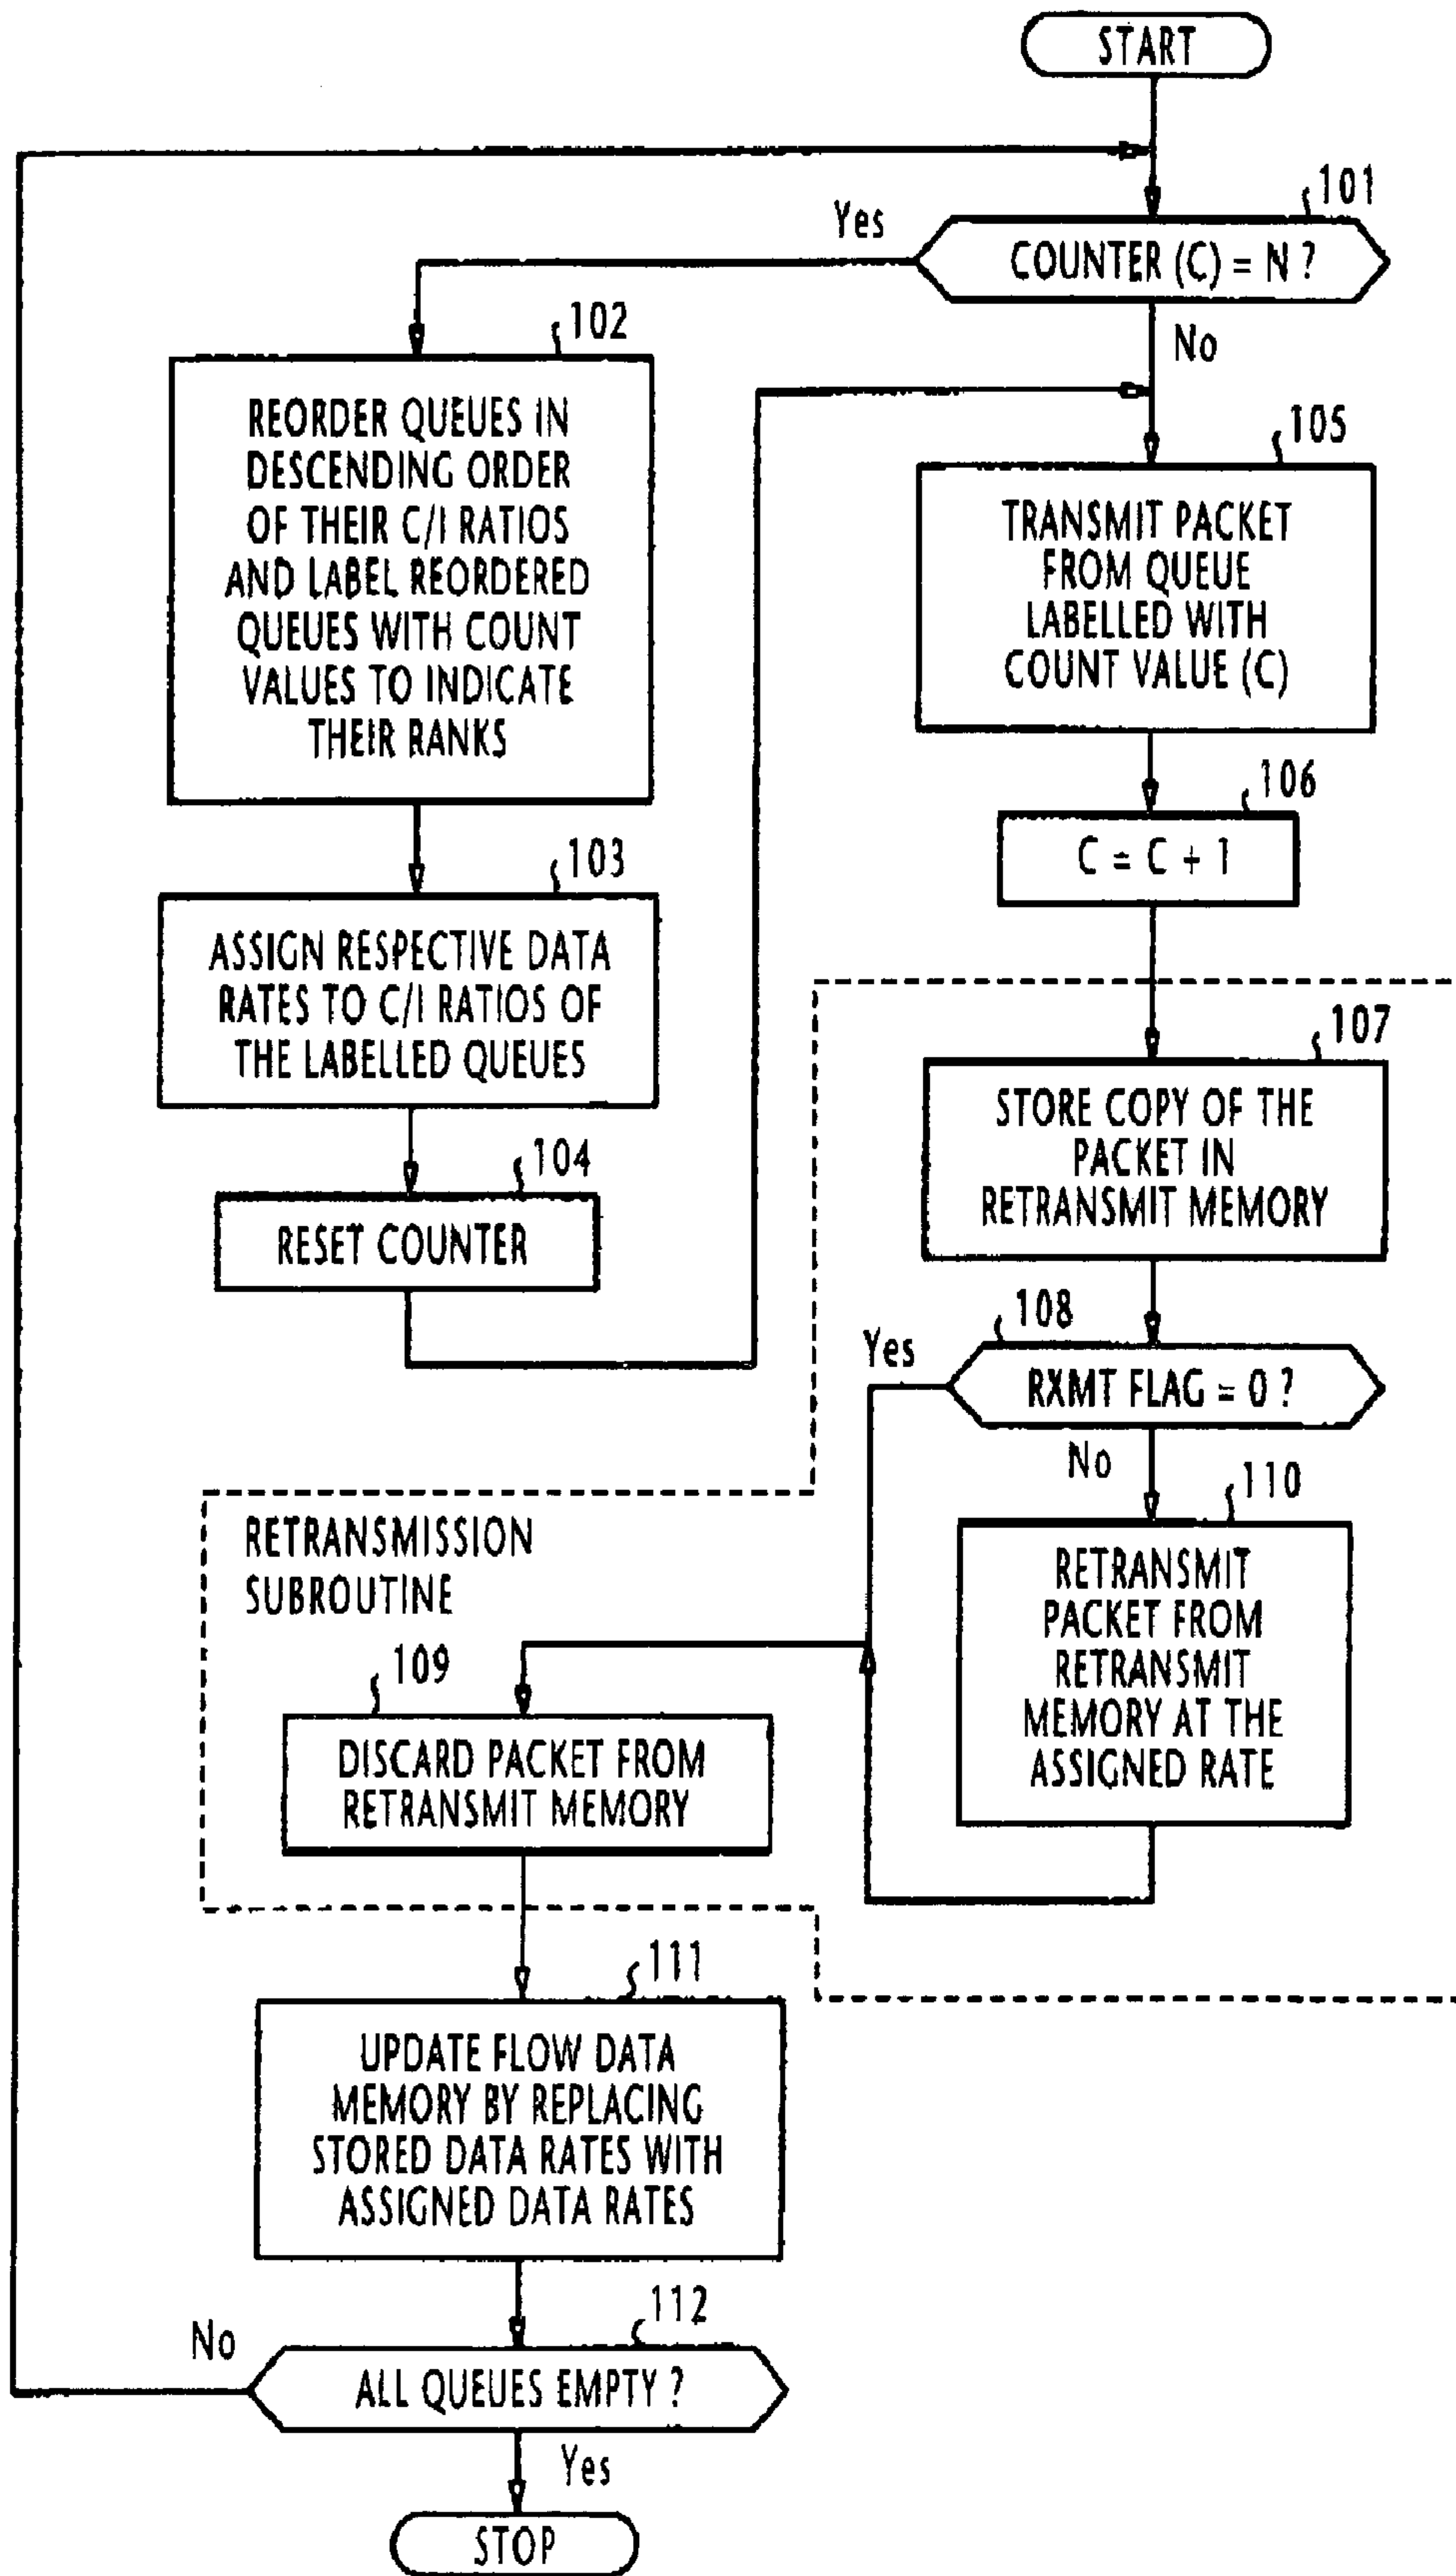 START
101
Yes
COUNTER (C) = N ?
No
102
REORDER QUEUES IN
DESCENDING ORDER
OF THEIR C/I RATIOS
AND LABEL REORDERED
QUEUES WITH COUNT
VALUES TO INDICATE
THEIR RANKS
105
TRANSMIT PACKET
FROM QUEUE
LABELLED WITH
COUNT VALUE (C)
106
C = C + 1
103
ASSIGN RESPECTIVE DATA
RATES TO C/I RATIOS OF
THE LABELLED QUEUES
104
RESET COUNTER
107
STORE COPY OF THE
PACKET IN
RETRANSMIT MEMORY
108
Yes
RXMT FLAG = 0 ?
No
110
RETRANSMIT
PACKET FROM
RETRANSMIT
MEMORY AT THE
ASSIGNED RATE
RETRANSMISSION
SUBROUTINE
109
DISCARD PACKET FROM
RETRANSMIT MEMORY
111
UPDATE FLOW DATA
MEMORY BY REPLACING
STORED DATA RATES WITH
ASSIGNED DATA RATES
112
No
ALL QUEUES EMPTY ?
Yes
STOP